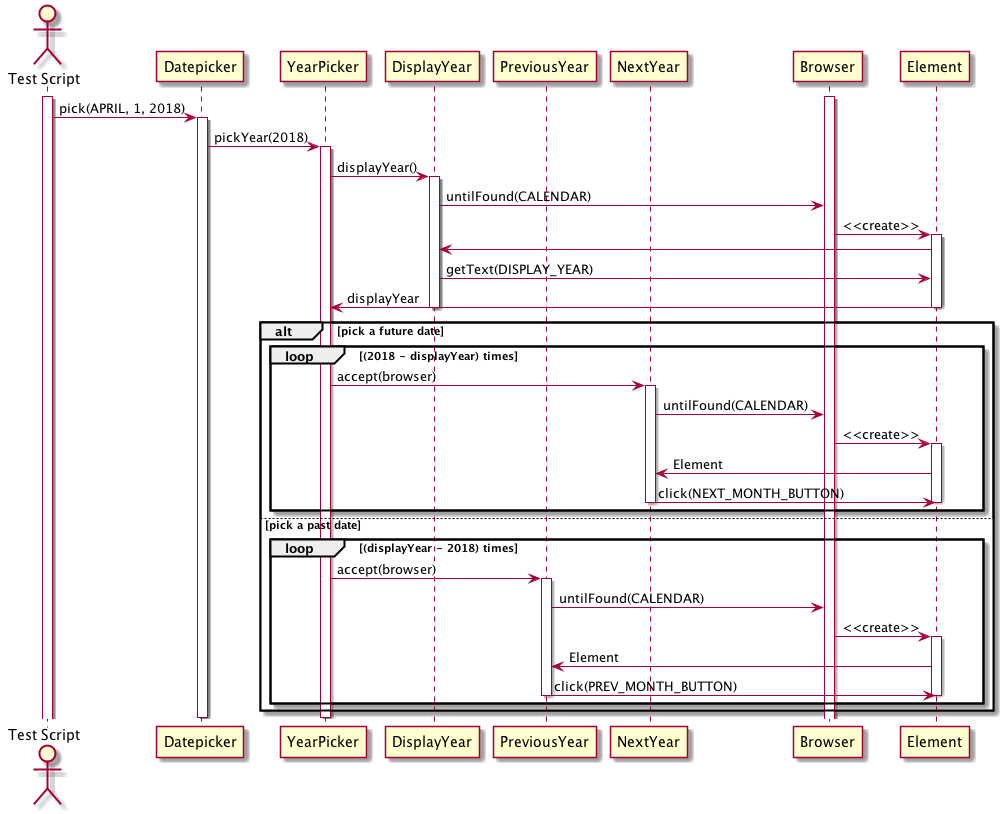 Test Script
Datepicker
YearPicker
DisplayYear
PreviousYear
NextYear
Browser
Element
pick(APRIL, 1, 2018)
pickYear(2018)
displayYear()
untilFound(CALENDAR)
<<create>>
getText(DISPLAY_YEAR)
displayYear
alt [pick a future date]
loop [(2018 - displayYear) times]
accept(browser)
untilFound(CALENDAR)
<<create>>
Element
click(NEXT_MONTH_BUTTON)
[pick a past date]
loop [(displayYear - 2018) times]
accept(browser)
untilFound(CALENDAR)
<<create>>
Element
click(PREV_MONTH_BUTTON)
Test Script
Datepicker
YearPicker
DisplayYear
PreviousYear
NextYear
Browser
Element